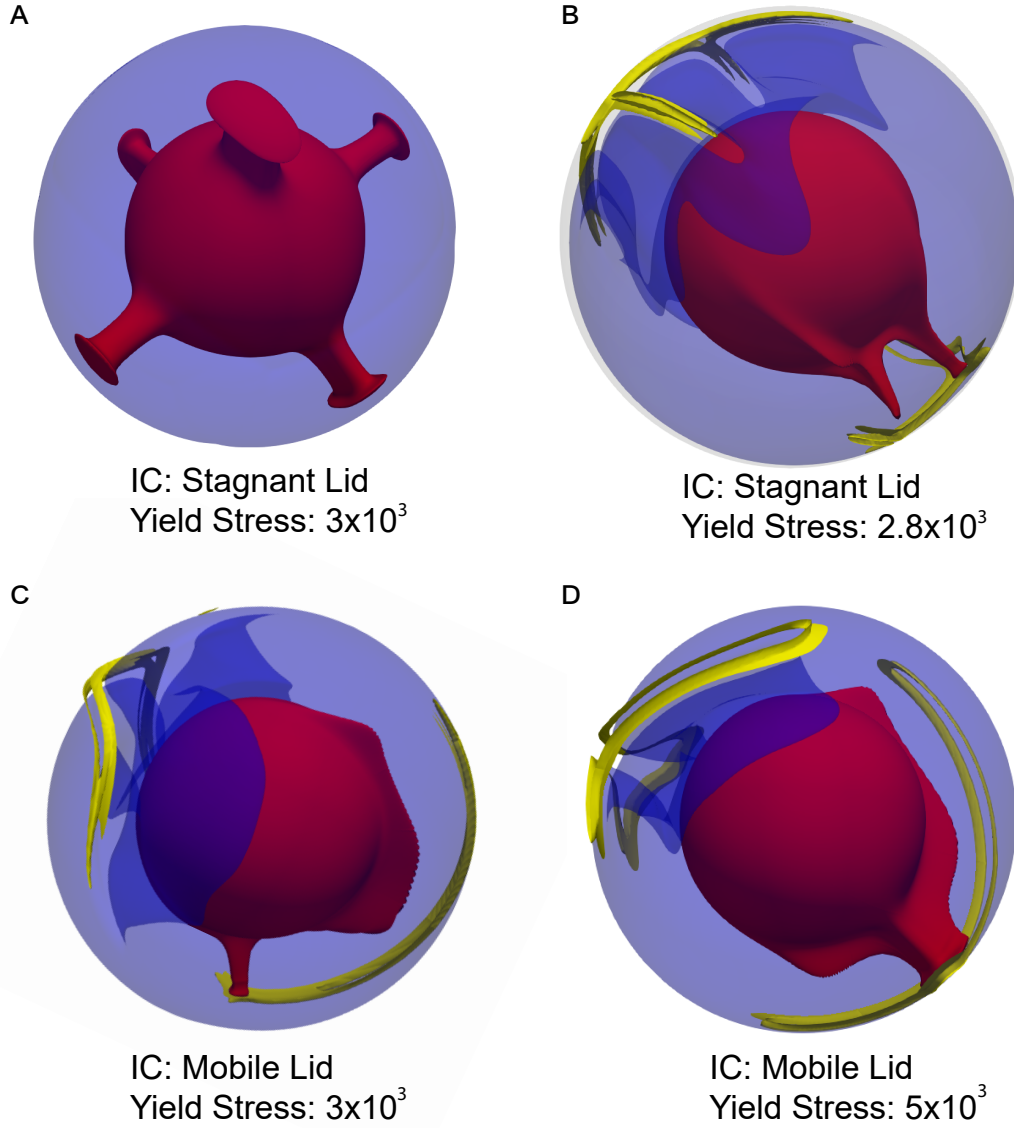 A
IC: Stagnant Lid
Yield Stress: 3x10³
B
IC: Stagnant Lid
Yield Stress: 2.8x10³
C
IC: Mobile Lid
Yield Stress: 3x10³
D
IC: Mobile Lid
Yield Stress: 5x10³